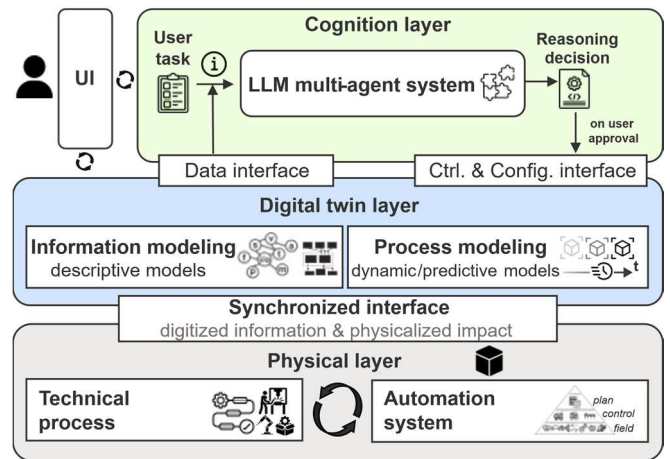 Cognition layer
UI
User
task
i
LLM multi-agent system
Reasoning
decision
on user
approval
Data interface
Ctrl. & Config. interface
Digital twin layer
Information modeling
descriptive models
Process modeling
dynamic/predictive models
t
Synchronized interface
digitized information & physicalized impact
Physical layer
Technical
process
Automation
system
plan
control
field